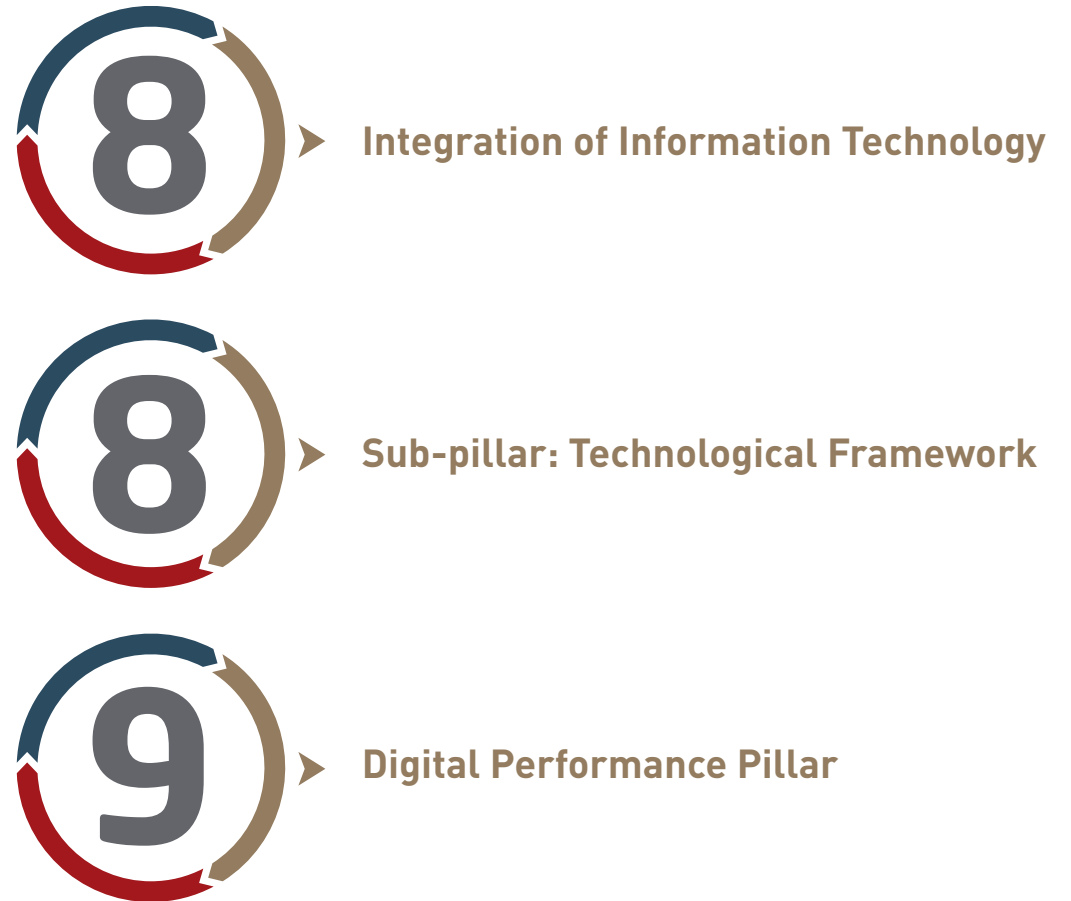 8
Integration of Information Technology
8
Sub-pillar: Technological Framework
9
Digital Performance Pillar